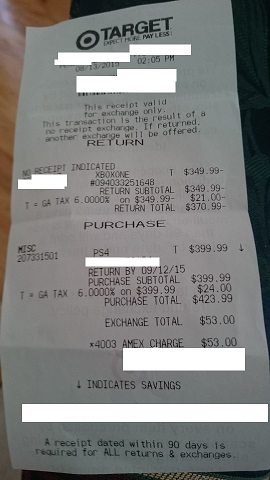 TARGET
EXPECT MORE. PAY LESS.
08/13/2015 02:05 PM
This receipt valid
for exchange only.
This transaction is the result of a
no receipt exchange. If returned,
another exchange will be offered.
RETURN
NO RECEIPT INDICATED
XBOXONE T $349.99-
#094033251648
RETURN SUBTOTAL $349.99-
T = GA TAX 6.0000% on $349.99- $21.00-
RETURN TOTAL $370.99-
PURCHASE
MISC
207331501 PS4 T $399.99 ↓
RETURN BY 09/12/15
PURCHASE SUBTOTAL $399.99
T = GA TAX 6.0000% on $399.99 $24.00
PURCHASE TOTAL $423.99
EXCHANGE TOTAL $53.00
*4003 AMEX CHARGE $53.00
↓ INDICATES SAVINGS
A receipt dated within 90 days is
required for ALL returns & exchanges.